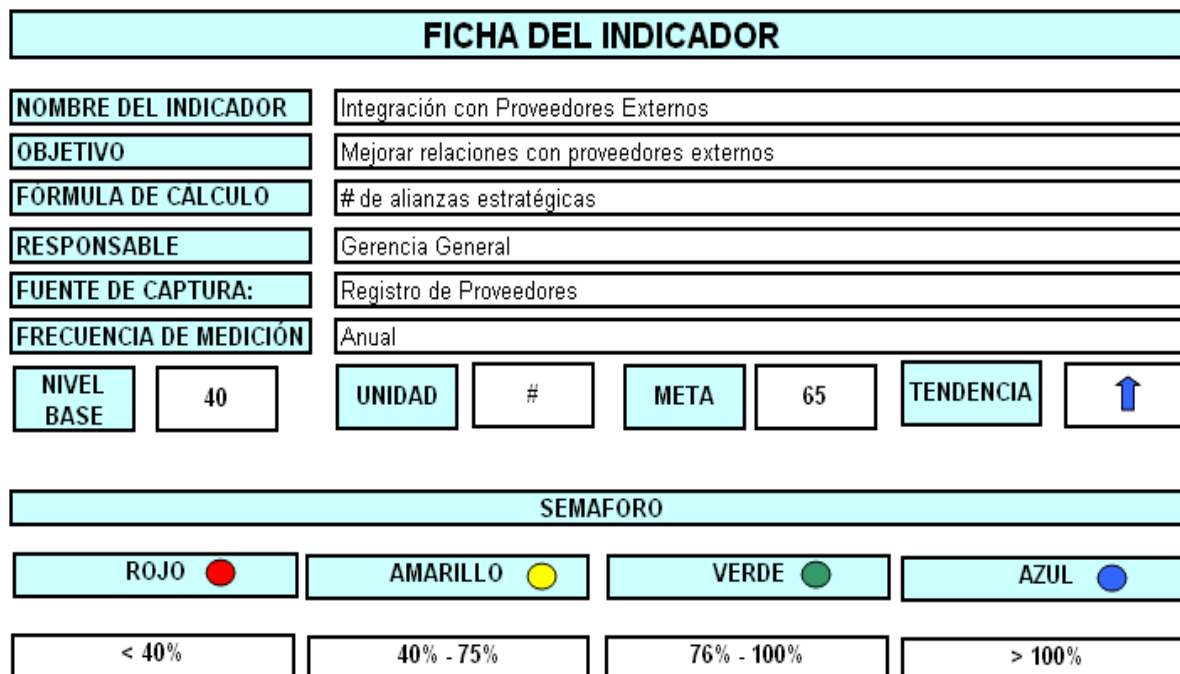 FICHA DEL INDICADOR
NOMBRE DEL INDICADOR Integración con Proveedores Externos
OBJETIVO Mejorar relaciones con proveedores externos
FÓRMULA DE CÁLCULO # de alianzas estratégicas
RESPONSABLE Gerencia General
FUENTE DE CAPTURA: Registro de Proveedores
FRECUENCIA DE MEDICIÓN Anual
NIVEL BASE 40 UNIDAD # META 65 TENDENCIA
SEMAFORO
ROJO AMARILLO VERDE AZUL
< 40% 40% - 75% 76% - 100% > 100%